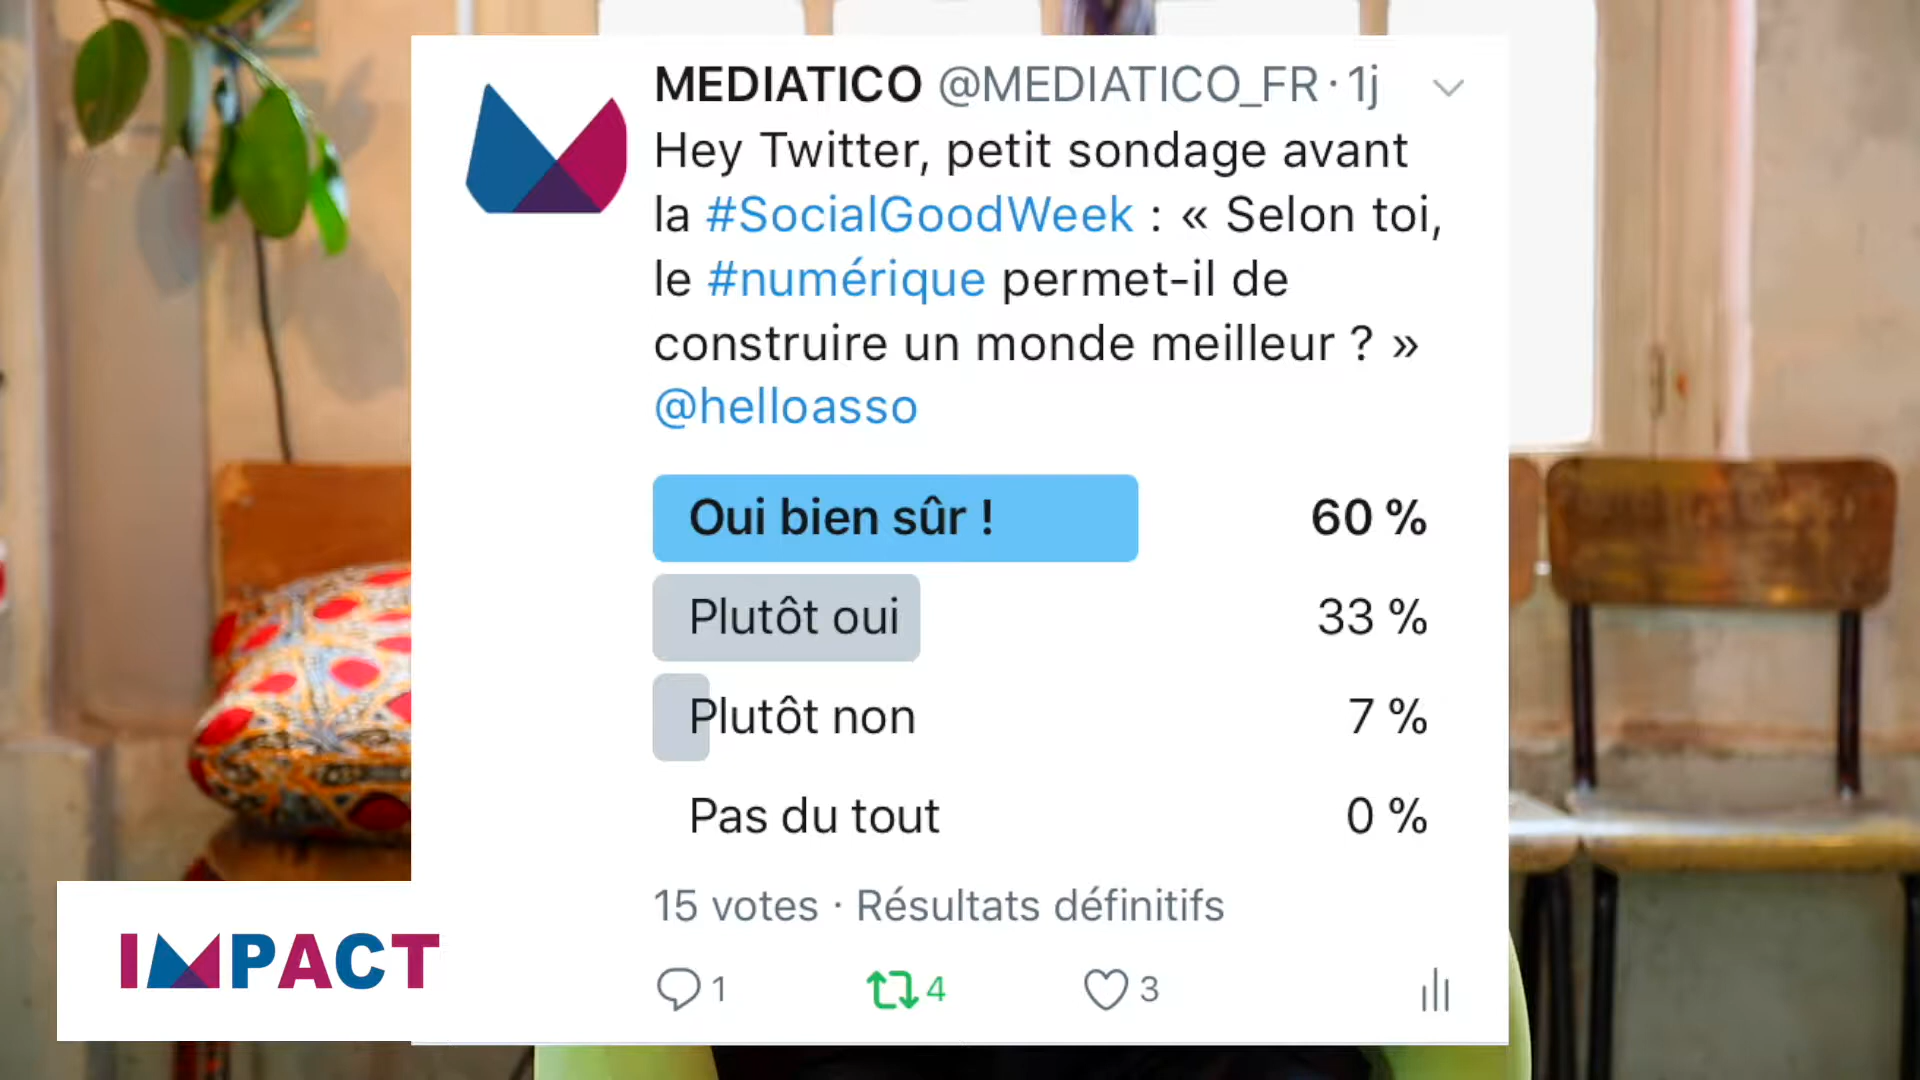 MEDIATICO @MEDIATICO_FR · 1j
Hey Twitter, petit sondage avant
la #SocialGoodWeek : « Selon toi,
le #numérique permet-il de
construire un monde meilleur ? »
@helloasso
Oui bien sûr ! 60 %
Plutôt oui 33 %
Plutôt non 7 %
Pas du tout 0 %
15 votes · Résultats définitifs
1 4 3
IMPACT